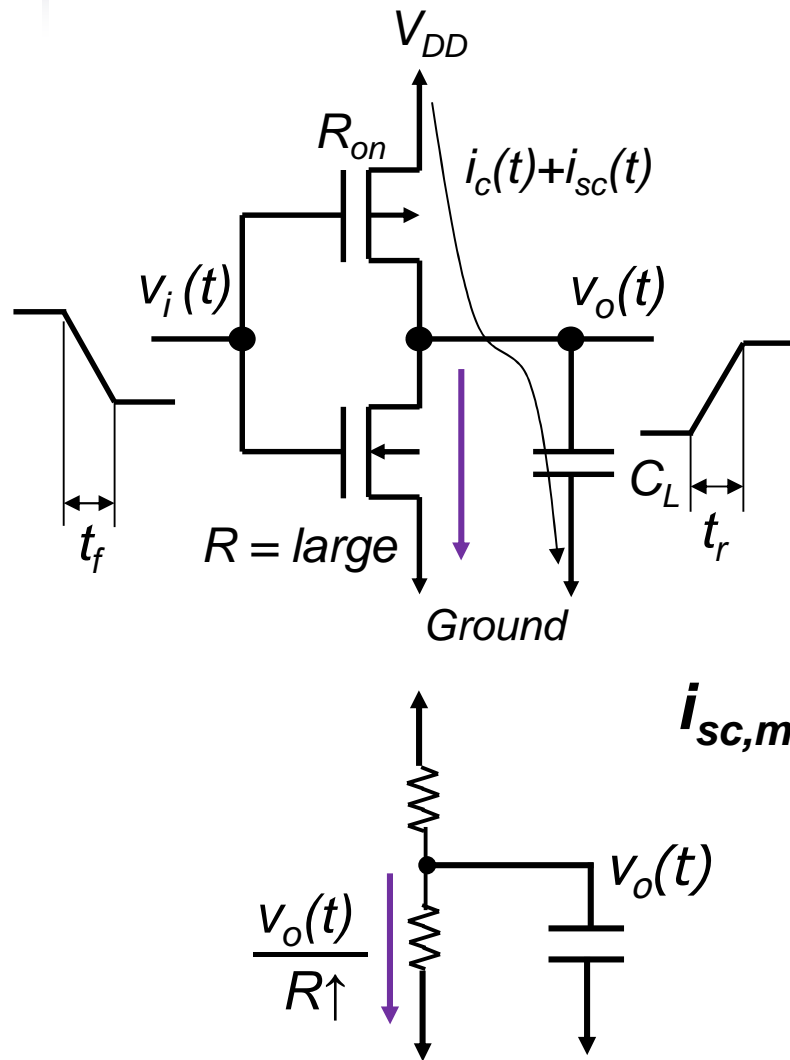 V_DD
R_on
i_c(t)+i_sc(t)
v_i (t)
v_o(t)
t_f
R = large
C_L
t_r
Ground
i_sc,m
v_o(t)
v_o(t)
R↑